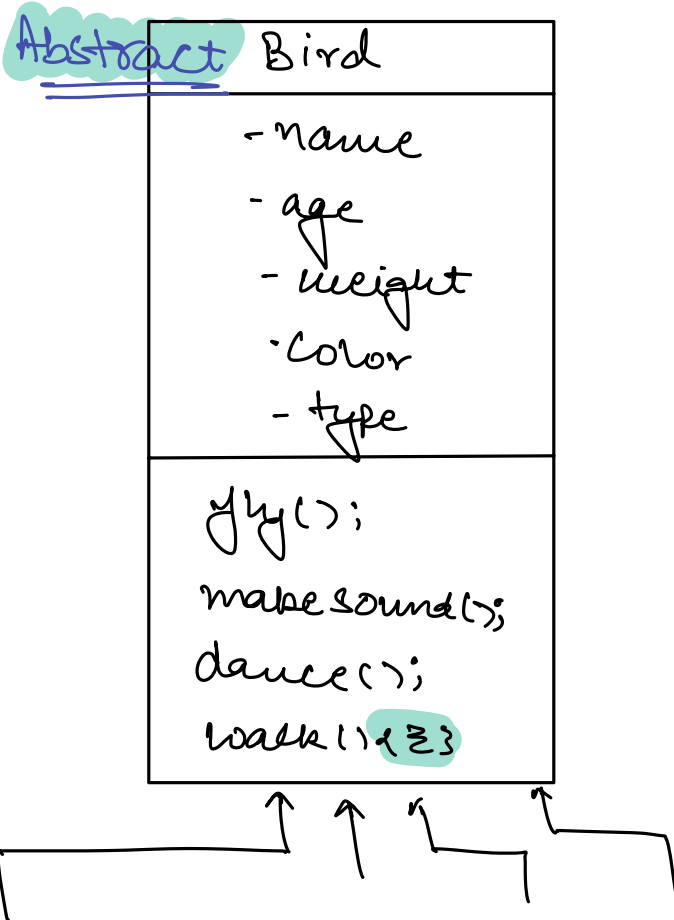 Abstract Bird
- name
- age
- weight
· color
- type
fly();
makesound();
dance();
walk() { Ξ }